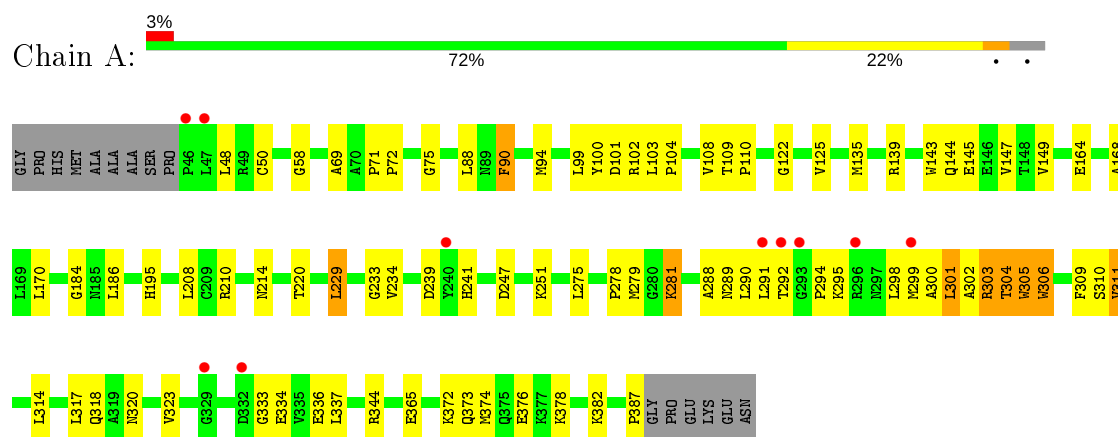 3%
Chain A:
72% 22% • •
GLY PRO HIS MET ALA ALA ALA SER PRO P46 L47 L48 R49 C50 G58 A69 A70 P71 P72 G75 L88 N89 F90 M94 L99 Y100 D101 R102 L103 P104 V108 T109 P110 G122 V125 M135 R139 W143 Q144 E145 E146 V147 T148 V149 E164 A168
L169 L170 G184 N185 L186 H195 L208 C209 R210 N214 T220 L229 G233 V234 D239 Y240 H241 D247 K251 L275 P278 M279 G280 K281 A288 N289 L290 L291 T292 G293 P294 K295 R296 N297 L298 M299 A300 L301 A302 R303 T304 W305 W306 F309 S310
L314 L317 Q318 A319 N320 V323 G329 D332 G333 E334 V335 E336 L337 R344 E365 K372 Q373 M374 Q375 E376 K377 K378 K382 P387 GLY PRO GLU LYS GLU ASN